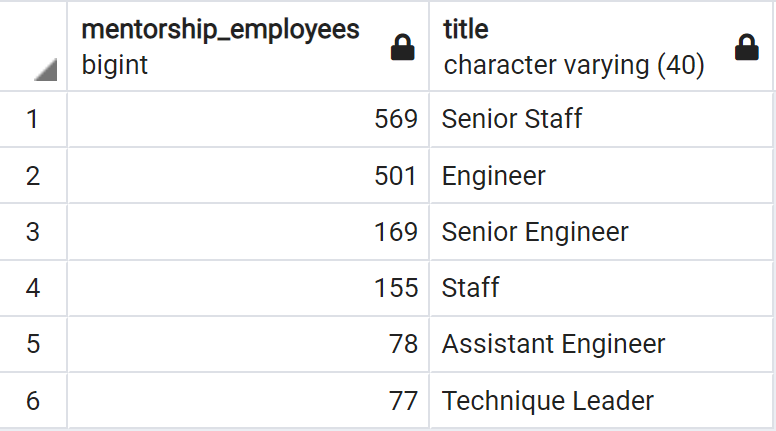 mentorship_employees title
bigint character varying (40)
1 569 Senior Staff
2 501 Engineer
3 169 Senior Engineer
4 155 Staff
5 78 Assistant Engineer
6 77 Technique Leader